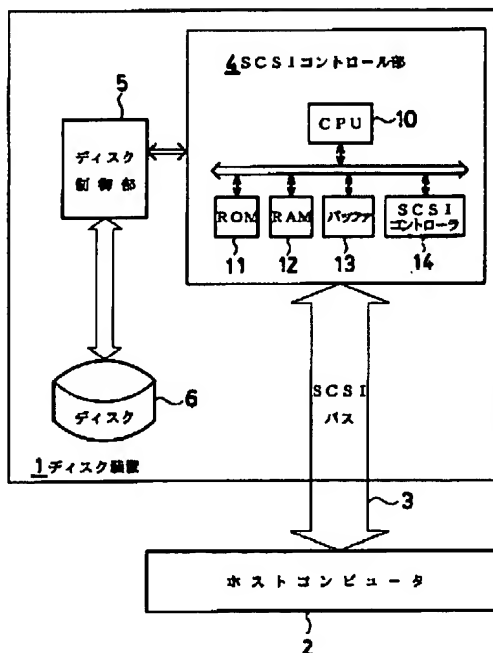 4 SCSIコントロール部
5
ディスク
制御部
CPU
10
ROM
RAM
バッファ
SCSI
コントローラ
11
12
13
14
SCSI
バス
ディスク
6
1 ディスク装置
3
ホストコンピュータ
2